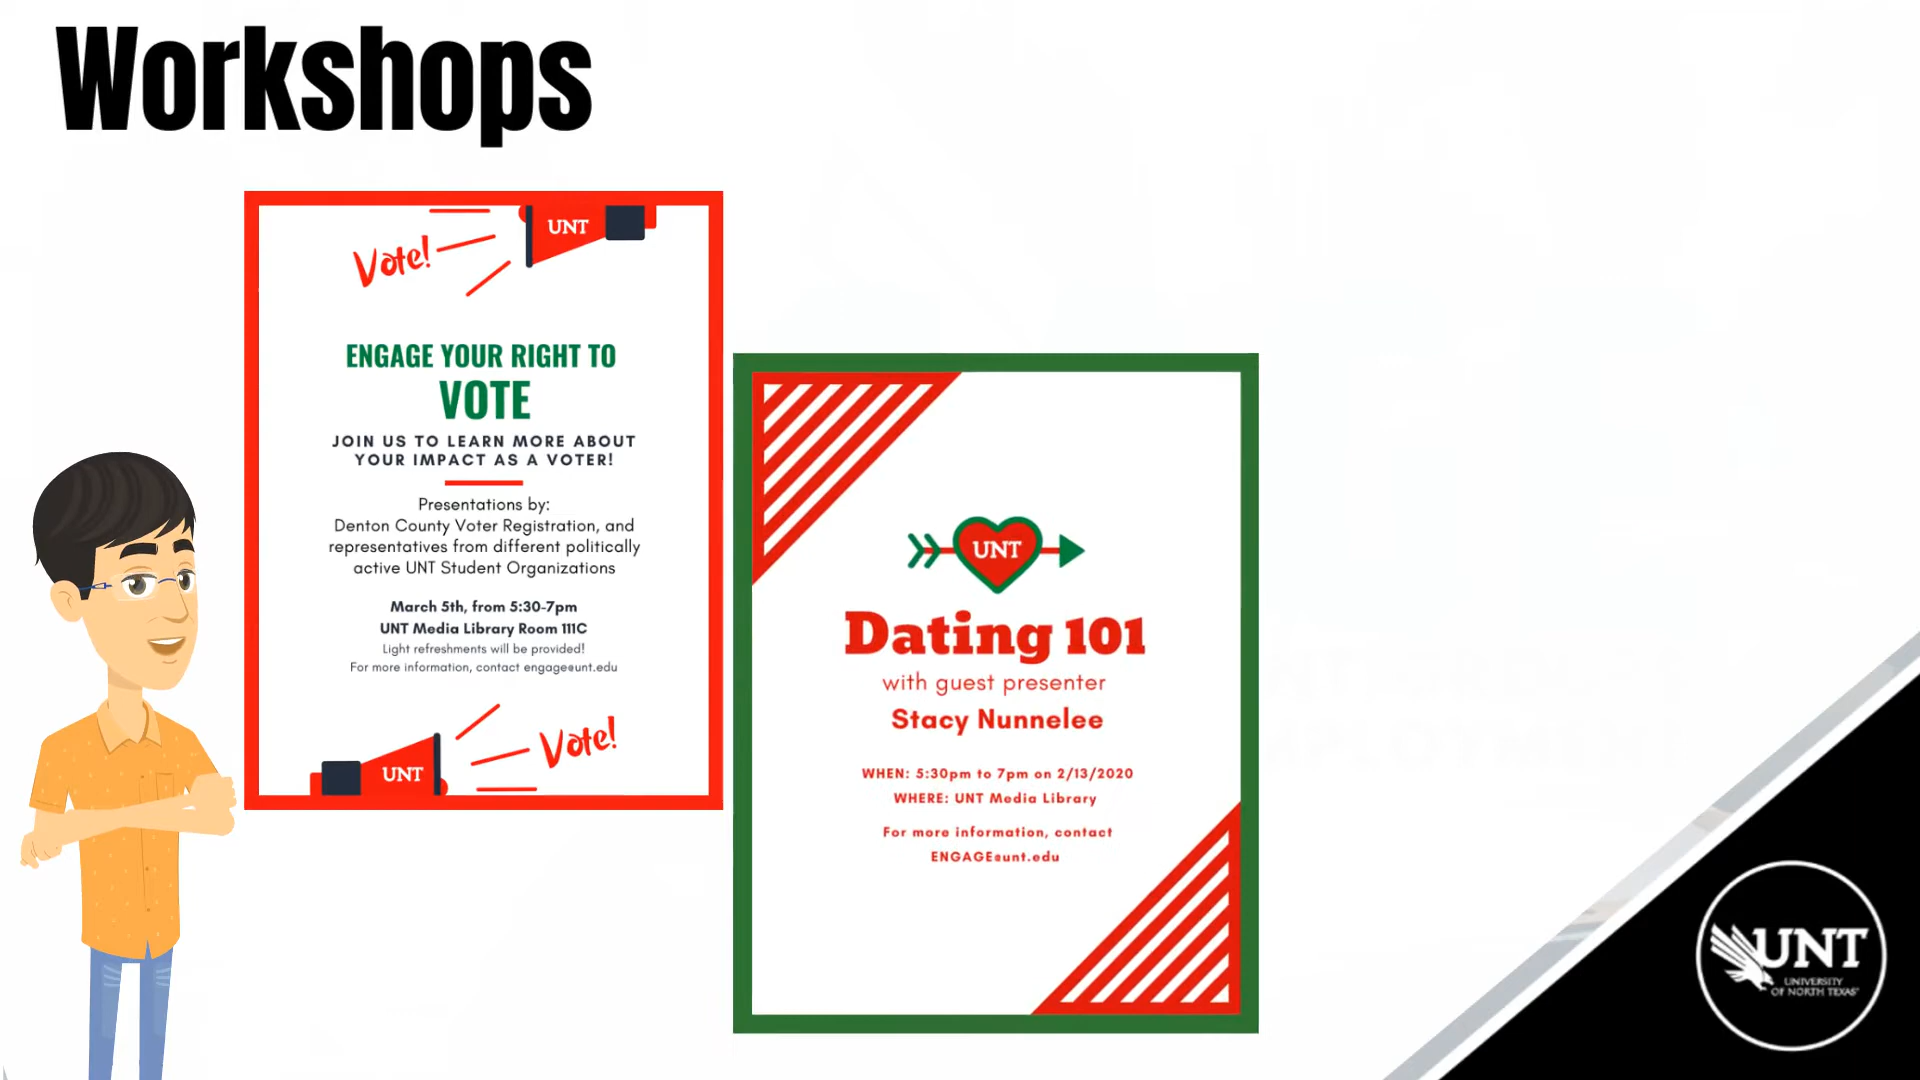 Workshops
UNT
Vote!
ENGAGE YOUR RIGHT TO
VOTE
JOIN US TO LEARN MORE ABOUT
YOUR IMPACT AS A VOTER!
Presentations by:
Denton County Voter Registration, and
representatives from different politically
active UNT Student Organizations
March 5th, from 5:30-7pm
UNT Media Library Room 111C
Light refreshments will be provided!
For more information, contact engage@unt.edu
Vote!
UNT
UNT
Dating 101
with guest presenter
Stacy Nunnelee
WHEN: 5:30pm to 7pm on 2/13/2020
WHERE: UNT Media Library
For more information, contact
ENGAGE@unt.edu
UNT
UNIVERSITY
OF NORTH TEXAS